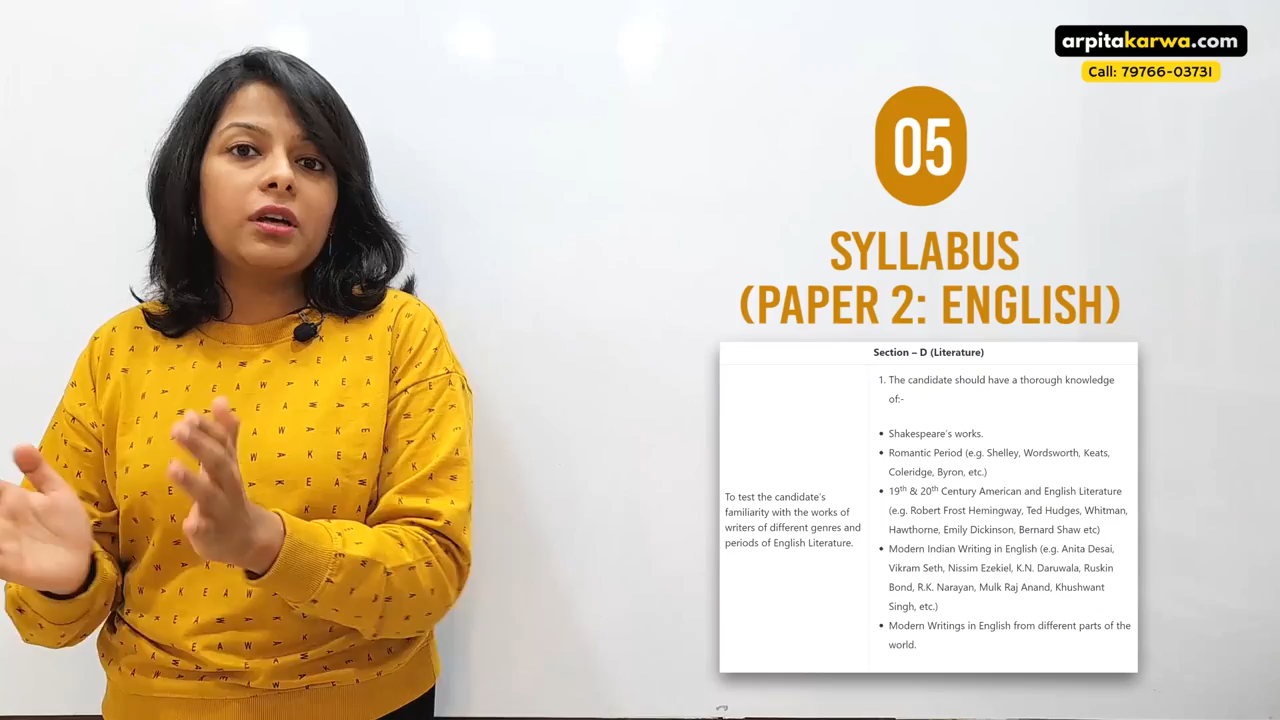 arpitakarwa.com
Call: 79766-03731
05
SYLLABUS
(PAPER 2: ENGLISH)
Section – D (Literature)
To test the candidate's
familiarity with the works of
writers of different genres and
periods of English Literature.
1. The candidate should have a thorough knowledge
of:-
• Shakespeare's works.
• Romantic Period (e.g. Shelley, Wordsworth, Keats,
Coleridge, Byron, etc.)
• 19th & 20th Century American and English Literature
(e.g. Robert Frost Hemingway, Ted Hudges, Whitman,
Hawthorne, Emily Dickinson, Bernard Shaw etc)
• Modern Indian Writing in English (e.g. Anita Desai,
Vikram Seth, Nissim Ezekiel, K.N. Daruwala, Ruskin
Bond, R.K. Narayan, Mulk Raj Anand, Khushwant
Singh, etc.)
• Modern Writings in English from different parts of the
world.